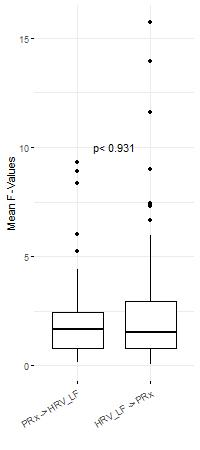 15
10
5
0
Mean F-Values
p< 0.931
PRx -> HRV_LF
HRV_LF -> PRx